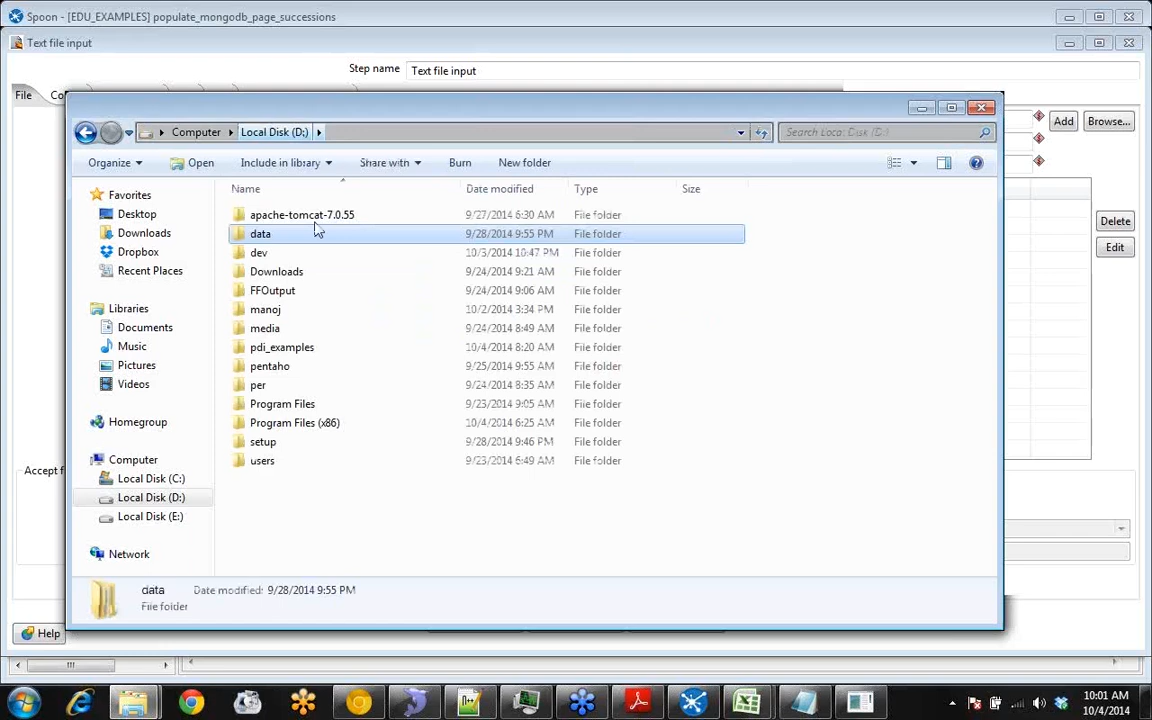 Spoon - [EDU_EXAMPLES] populate_mongodb_page_successions
Text file input
Step name
Text file input
File
Co
Computer
Local Disk (D:)
Search Local Disk (D:)
Add
Browse...
Organize
Open
Include in library
Share with
Burn
New folder
Name
Date modified
Type
Size
Favorites
Desktop
Downloads
Dropbox
Recent Places
Libraries
Documents
Music
Pictures
Videos
Homegroup
Computer
Local Disk (C:)
Local Disk (D:)
Local Disk (E:)
Network
apache-tomcat-7.0.55 9/27/2014 6:30 AM File folder
data 9/28/2014 9:55 PM File folder
dev 10/3/2014 10:47 PM File folder
Downloads 9/24/2014 9:21 AM File folder
FFOutput 9/24/2014 9:06 AM File folder
manoj 10/2/2014 3:34 PM File folder
media 9/24/2014 8:49 AM File folder
pdi_examples 10/4/2014 8:20 AM File folder
pentaho 9/25/2014 9:55 AM File folder
per 9/24/2014 8:35 AM File folder
Program Files 9/23/2014 9:05 AM File folder
Program Files (x86) 10/4/2014 6:25 AM File folder
setup 9/28/2014 9:46 PM File folder
users 9/23/2014 6:49 AM File folder
Delete
Edit
Accept f
data Date modified: 9/28/2014 9:55 PM
File folder
Help
10:01 AM
10/4/2014